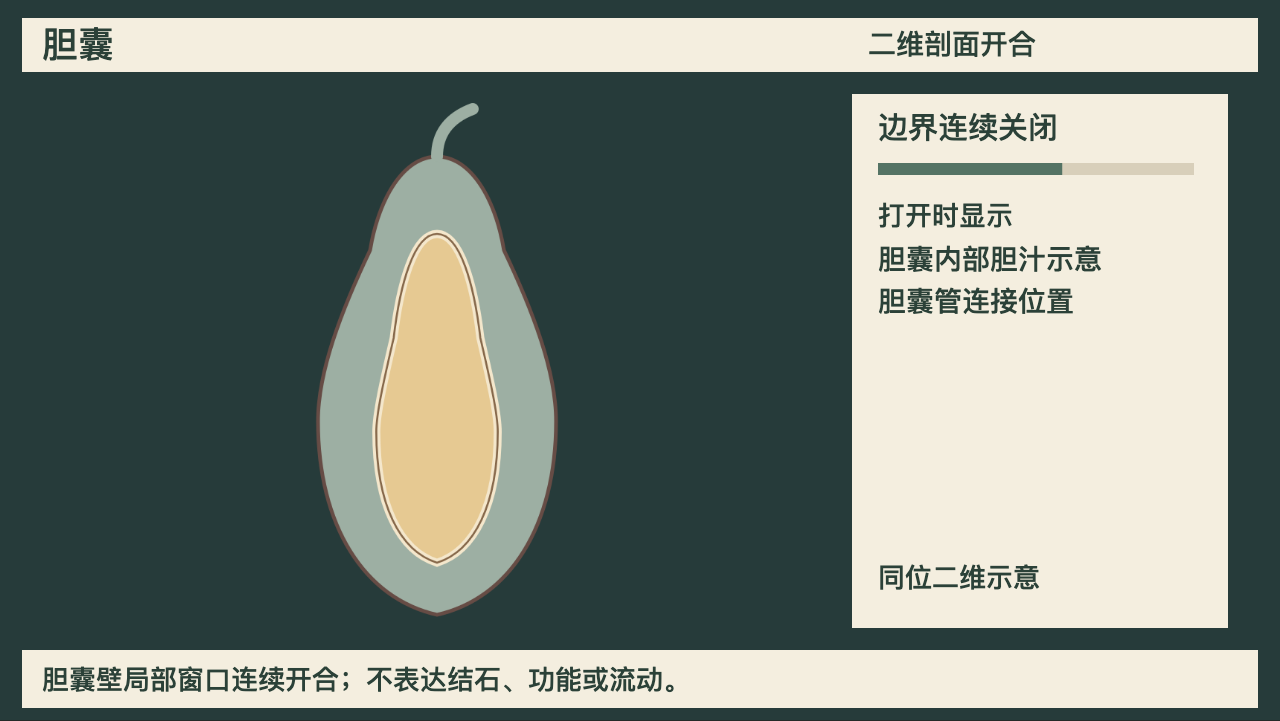 胆囊
二维剖面开合
边界连续关闭
打开时显示
胆囊内部胆汁示意
胆囊管连接位置
同位二维示意
胆囊壁局部窗口连续开合；不表达结石、功能或流动。